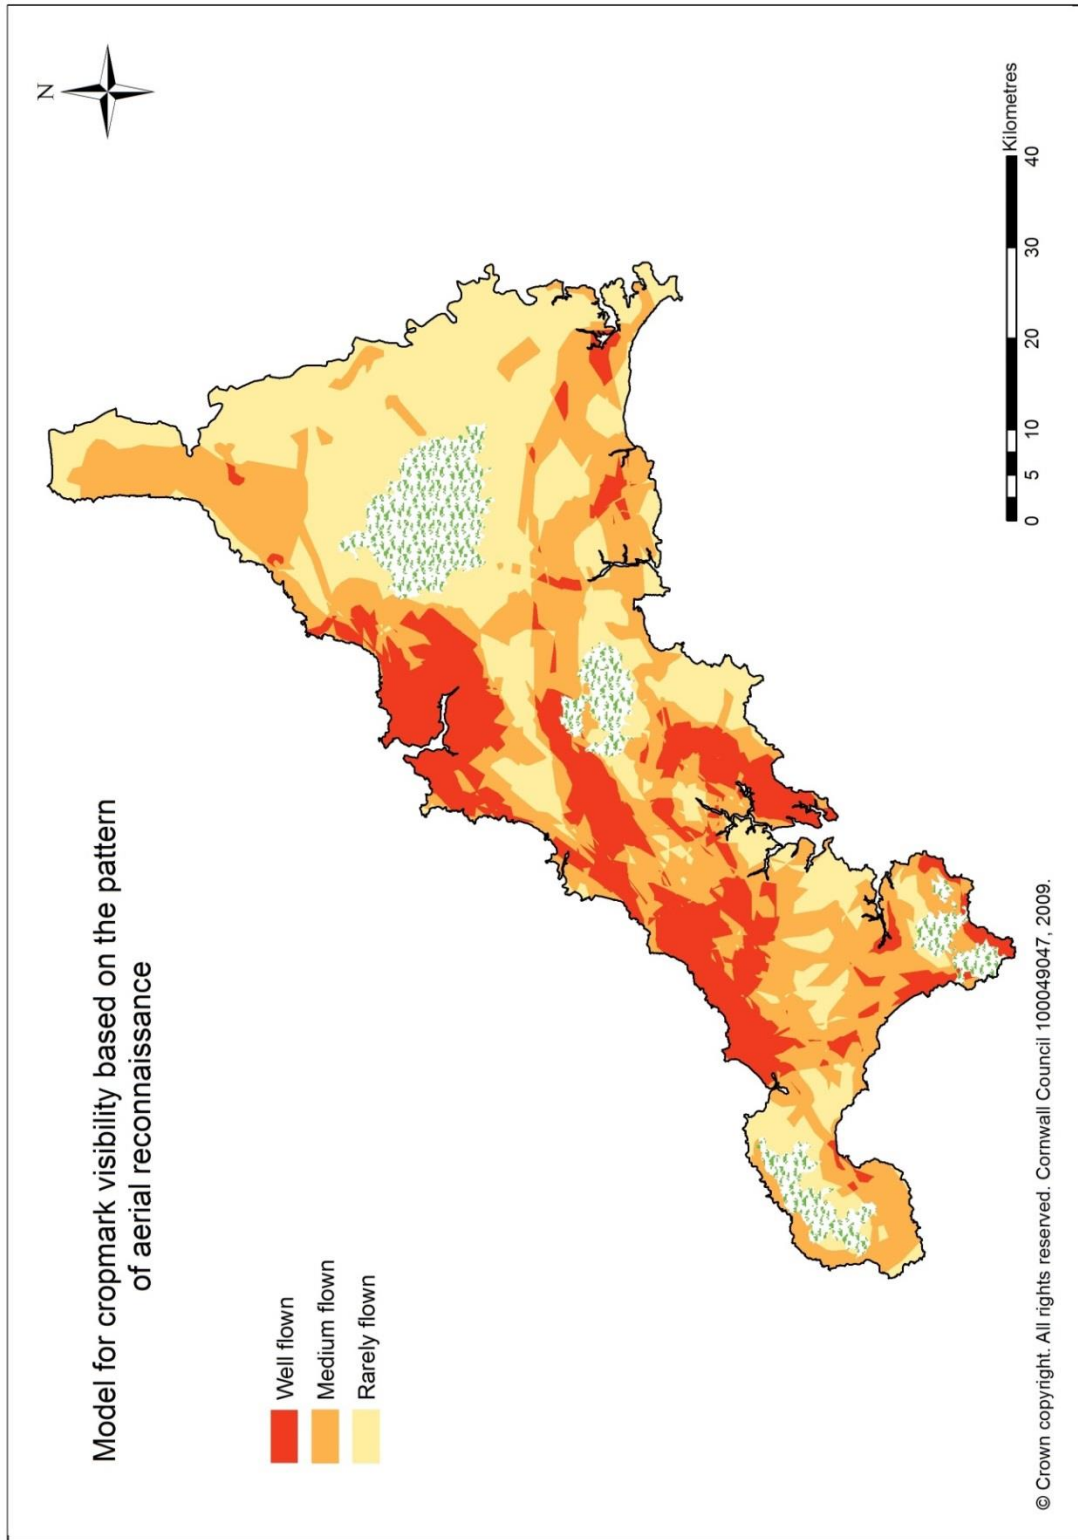 Model for cropmark visibility based on the pattern
of aerial reconnaissance
N
Well flown
Medium flown
Rarely flown
Kilometres
0 5 10 20 30 40
© Crown copyright. All rights reserved. Cornwall Council 100049047, 2009.